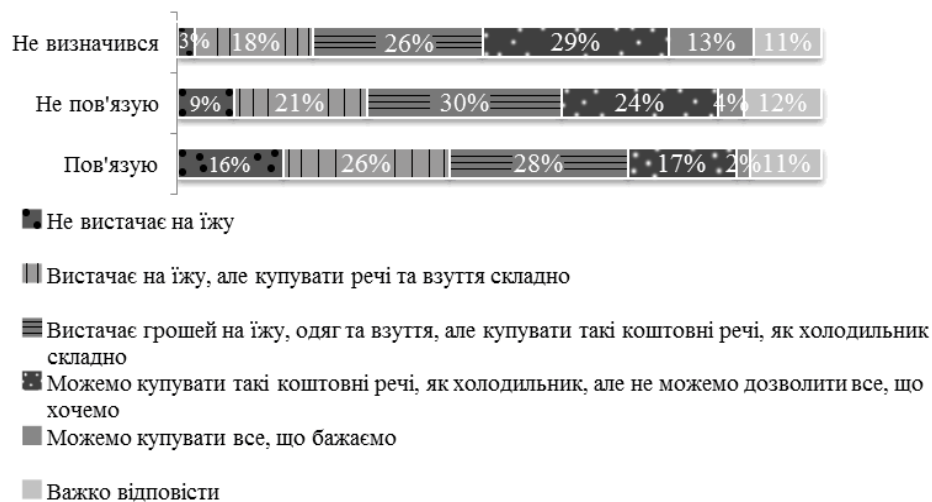 Не визначився 3% 18% 26% 29% 13% 11%
Не пов'язую 9% 21% 30% 24% 4% 12%
Пов'язую 16% 26% 28% 17% 2% 11%
Не вистачає на їжу
Вистачає на їжу, але купувати речі та взуття складно
Вистачає грошей на їжу, одяг та взуття, але купувати такі коштовні речі, як холодильник
складно
Можемо купувати такі коштовні речі, як холодильник, але не можемо дозволити все, що
хочемо
Можемо купувати все, що бажаємо
Важко відповісти